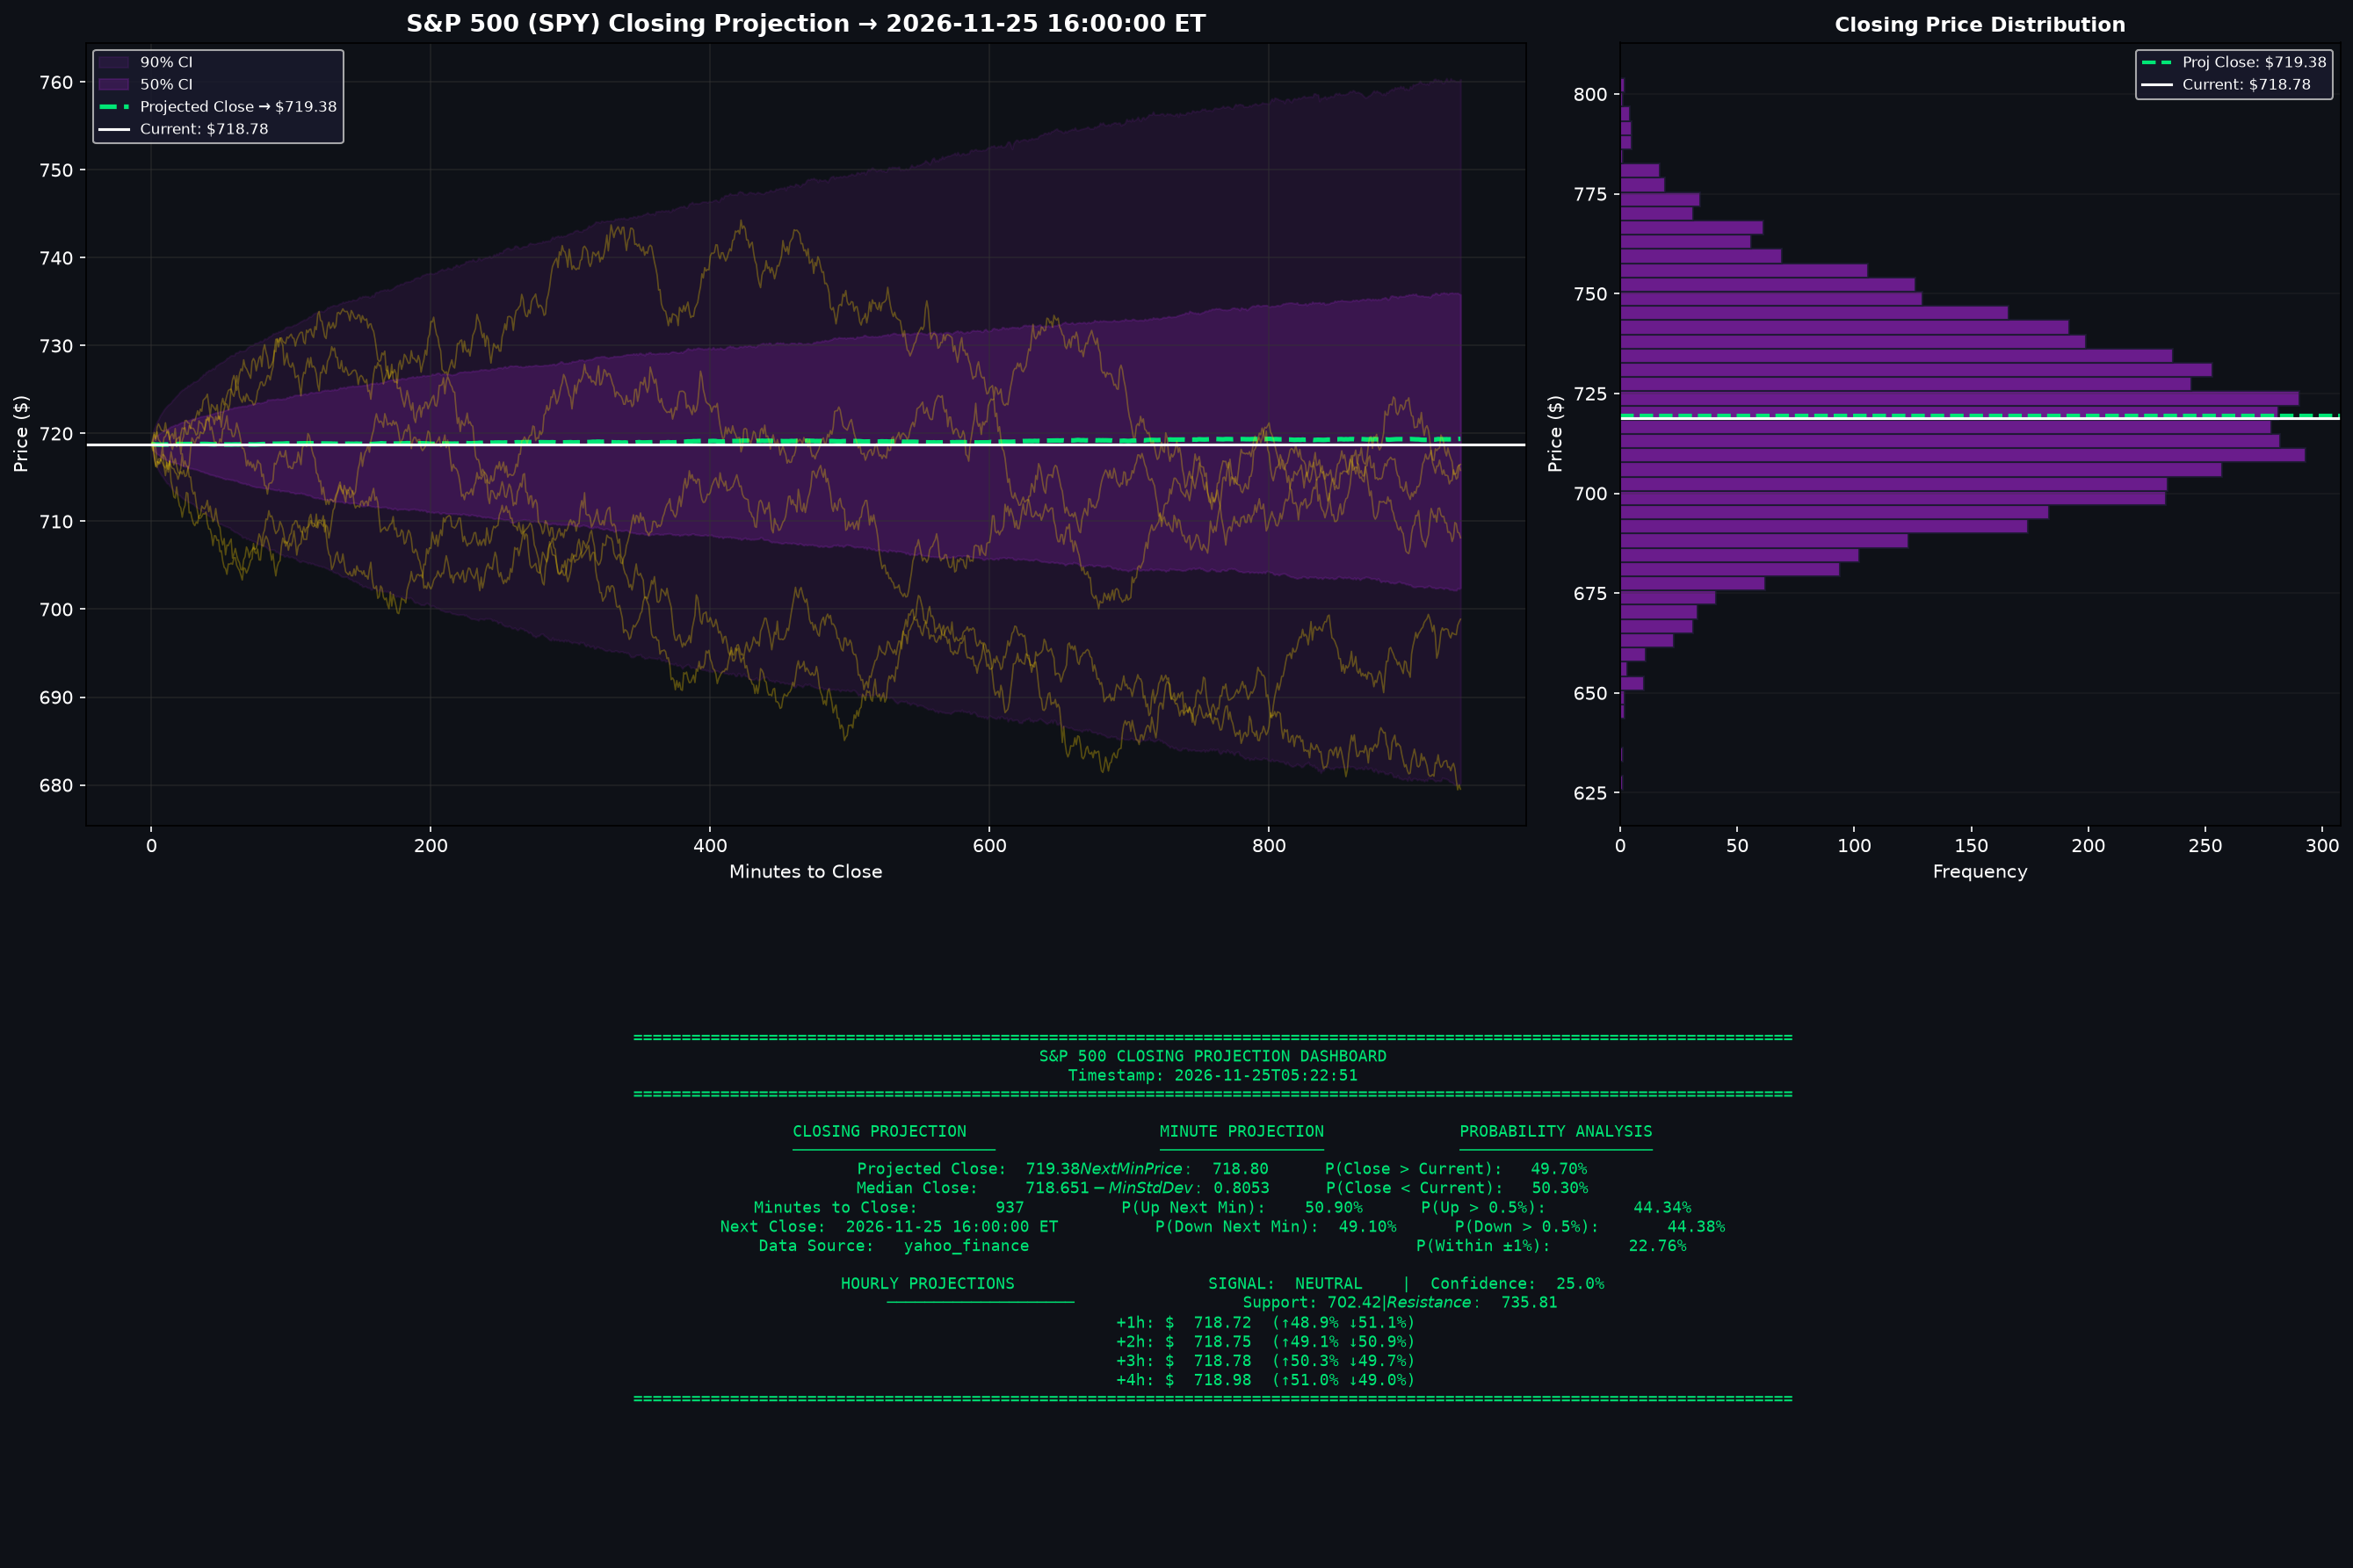 S&P 500 (SPY) Closing Projection → 2026-11-25 16:00:00 ET
90% CI
50% CI
Projected Close → $719.38
Current: $718.78
Price ($)
760
750
740
730
720
710
700
690
680
0 200 400 600 800
Minutes to Close
Closing Price Distribution
Proj Close: $719.38
Current: $718.78
Price ($)
800
775
750
725
700
675
650
625
0 50 100 150 200 250 300
Frequency
========================================================================================================================
S&P 500 CLOSING PROJECTION DASHBOARD
Timestamp: 2026-11-25T05:22:51
========================================================================================================================
CLOSING PROJECTION MINUTE PROJECTION PROBABILITY ANALYSIS
Projected Close: 719.38NextMinPrice: 718.80 P(Close > Current): 49.70%
Median Close: 718.651−MinStdDev: 0.8053 P(Close < Current): 50.30%
Minutes to Close: 937 P(Up Next Min): 50.90% P(Up > 0.5%): 44.34%
Next Close: 2026-11-25 16:00:00 ET P(Down Next Min): 49.10% P(Down > 0.5%): 44.38%
Data Source: yahoo_finance P(Within ±1%): 22.76%
HOURLY PROJECTIONS SIGNAL: NEUTRAL | Confidence: 25.0%
Support: 702.42|Resistance: 735.81
+1h: $ 718.72 (↑48.9% ↓51.1%)
+2h: $ 718.75 (↑49.1% ↓50.9%)
+3h: $ 718.78 (↑50.3% ↓49.7%)
+4h: $ 718.98 (↑51.0% ↓49.0%)
========================================================================================================================